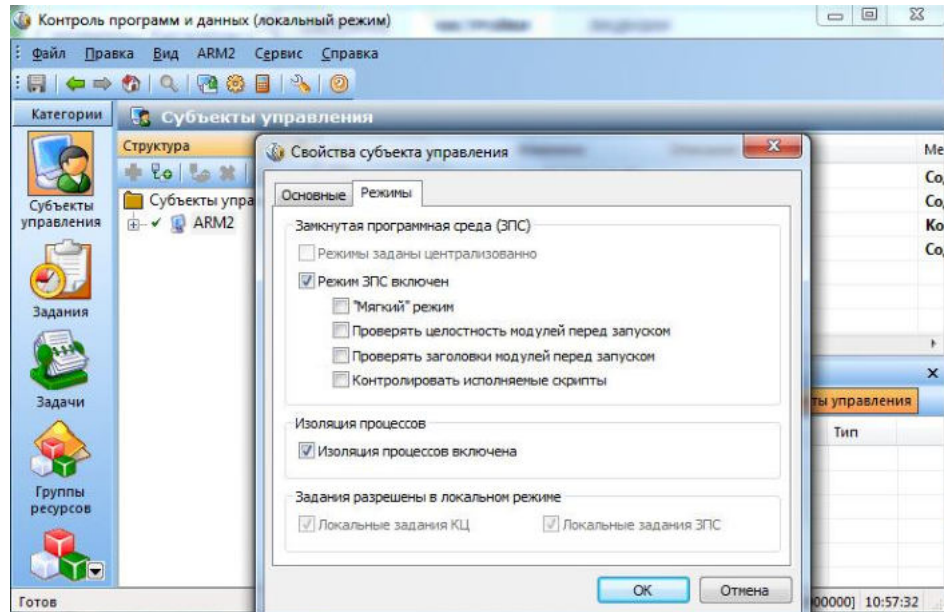 Контроль программ и данных (локальный режим)
Файл Правка Вид ARM2 Сервис Справка
Категории
Субъекты управления
Структура
Субъекты упра
ARM2
Субъекты
управления
Задания
Задачи
Группы
ресурсов
Свойства субъекта управления
Основные Режимы
Замкнутая программная среда (ЗПС)
Режимы заданы централизованно
Режим ЗПС включен
"Мягкий" режим
Проверять целостность модулей перед запуском
Проверять заголовки модулей перед запуском
Контролировать исполняемые скрипты
Изоляция процессов
Изоляция процессов включена
Задания разрешены в локальном режиме
Локальные задания КЦ Локальные задания ЗПС
ОК Отмена
Ме
Со
Со
Ко
Со
ты управления
Тип
Готов
000000] 10:57:32